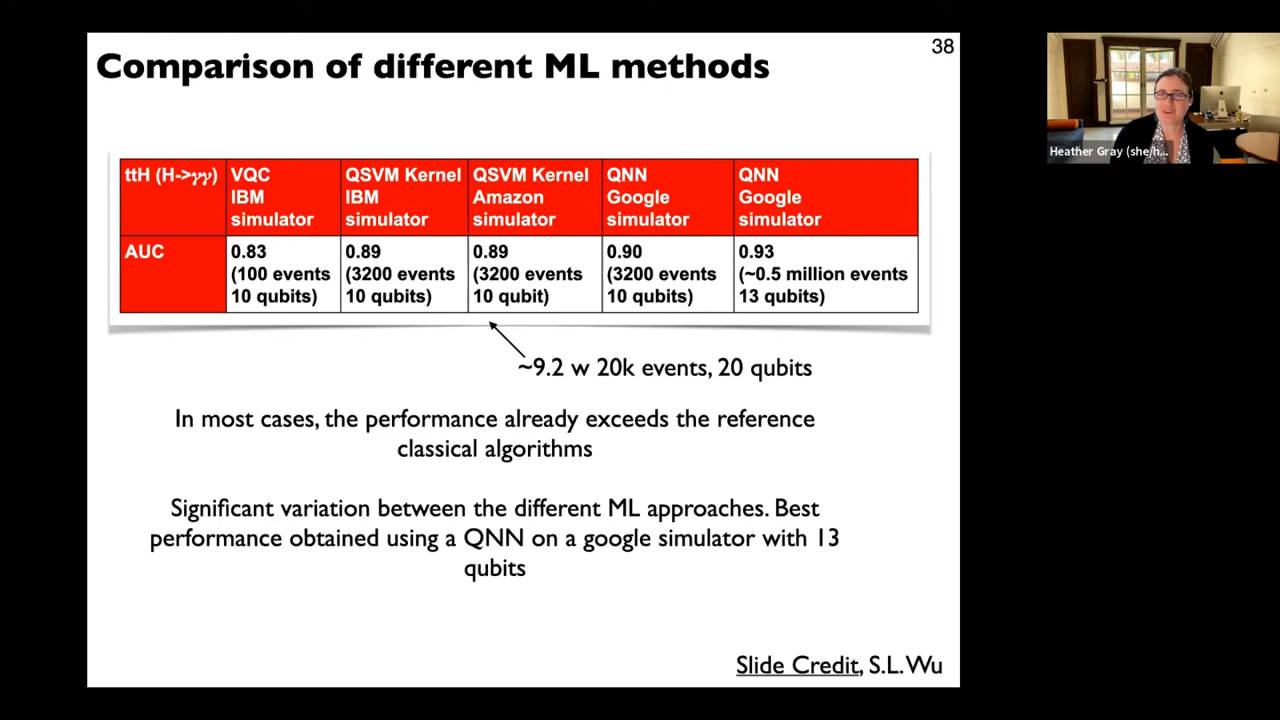 38
Comparison of different ML methods
Heather Gray (she/h...
ttH (H->γγ)
VQC
IBM
simulator
QSVM Kernel
IBM
simulator
QSVM Kernel
Amazon
simulator
QNN
Google
simulator
QNN
Google
simulator
AUC
0.83
(100 events
10 qubits)
0.89
(3200 events
10 qubits)
0.89
(3200 events
10 qubit)
0.90
(3200 events
10 qubits)
0.93
(~0.5 million events
13 qubits)
~9.2 w 20k events, 20 qubits
In most cases, the performance already exceeds the reference
classical algorithms
Significant variation between the different ML approaches. Best
performance obtained using a QNN on a google simulator with 13
qubits
Slide Credit, S.L. Wu